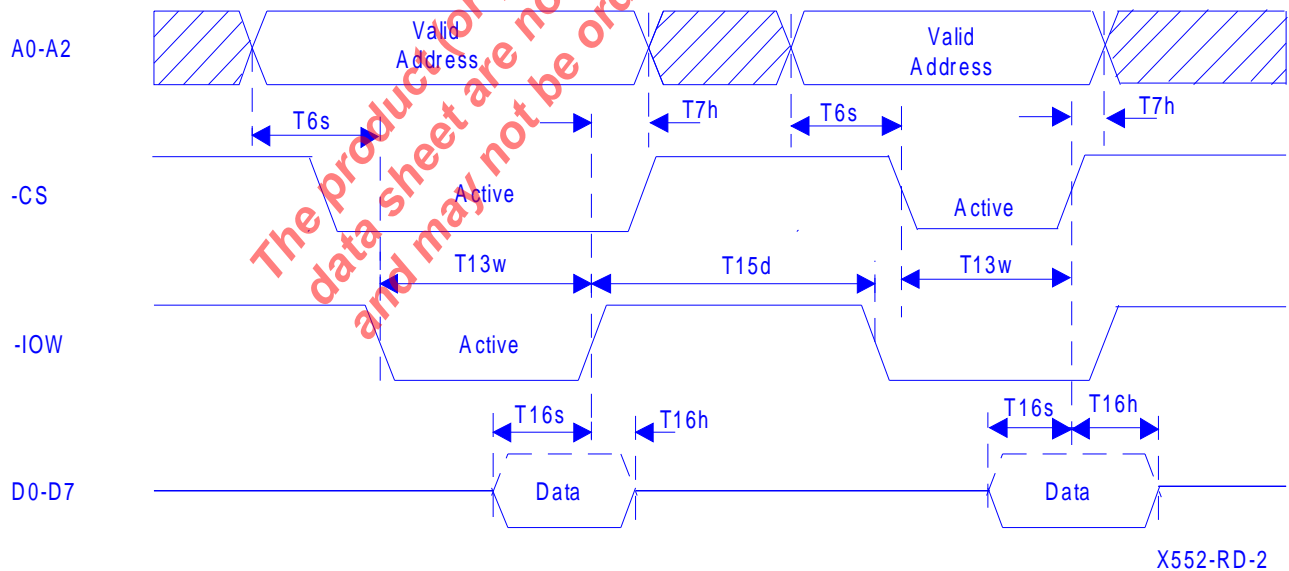 A0-A2
Valid
Address
Valid
Address
T6s
T7h
T6s
T7h
-CS
Active
Active
T13w
T15d
T13w
-IOW
Active
T16s
T16h
T16s
T16h
D0-D7
Data
Data
X552-RD-2
The product (or
data sheet are no
and may not be ord